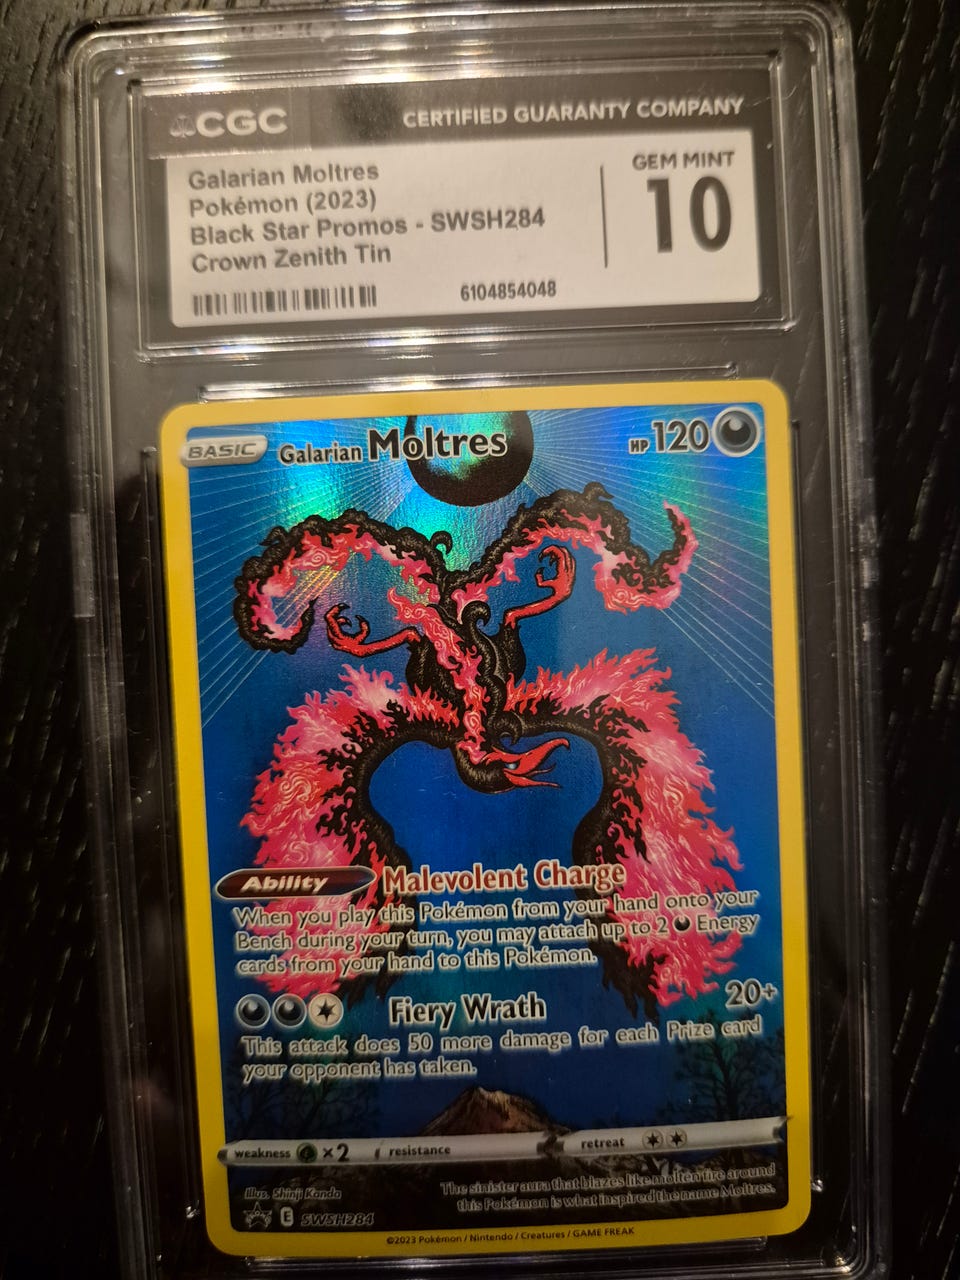 CGC
CERTIFIED GUARANTY COMPANY
Galarian Moltres
Pokémon (2023)
Black Star Promos - SWSH284
Crown Zenith Tin
GEM MINT
10
6104854048
BASIC Galarian Moltres HP 120
Ability Malevolent Charge
When you play this Pokémon from your hand onto your
Bench during your turn, you may attach up to 2 Energy
cards from your hand to this Pokémon.
Fiery Wrath 20+
This attack does 50 more damage for each Prize card
your opponent has taken.
weakness ×2 resistance retreat
Illus. Shinji Kanda
The sinister aura that blazes like molten fire around
this Pokémon is what inspired the name Moltres.
E SWSH284
©2023 Pokémon / Nintendo / Creatures / GAME FREAK